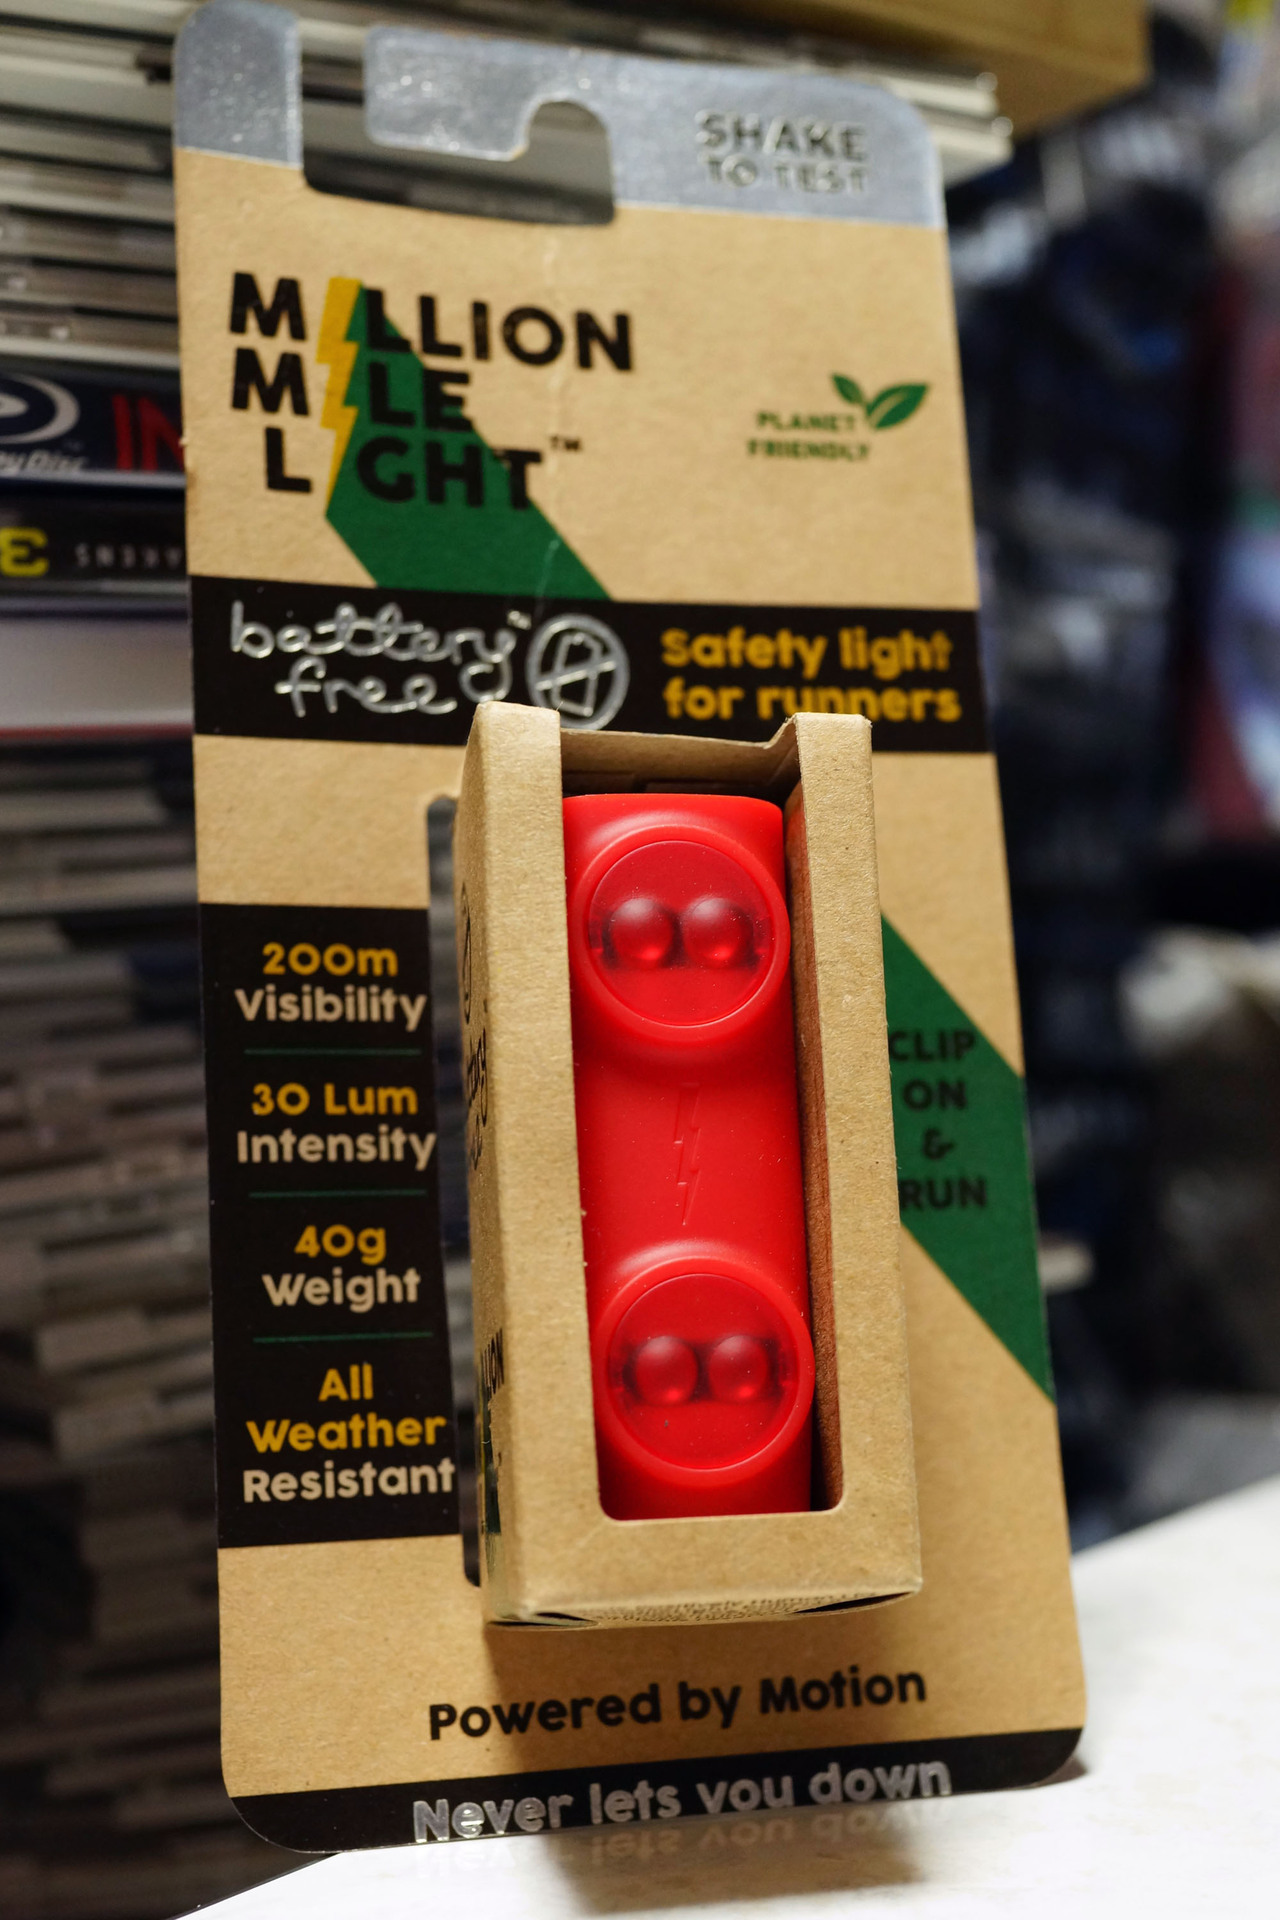 SHAKE
TO TEST
MILLION
MILE
LIGHT™
PLANET
FRIENDLY
battery
free
Safety light
for runners
200m
Visibility
30 Lum
Intensity
40g
Weight
All
Weather
Resistant
CLIP
ON
&
RUN
Powered by Motion
Never lets you down